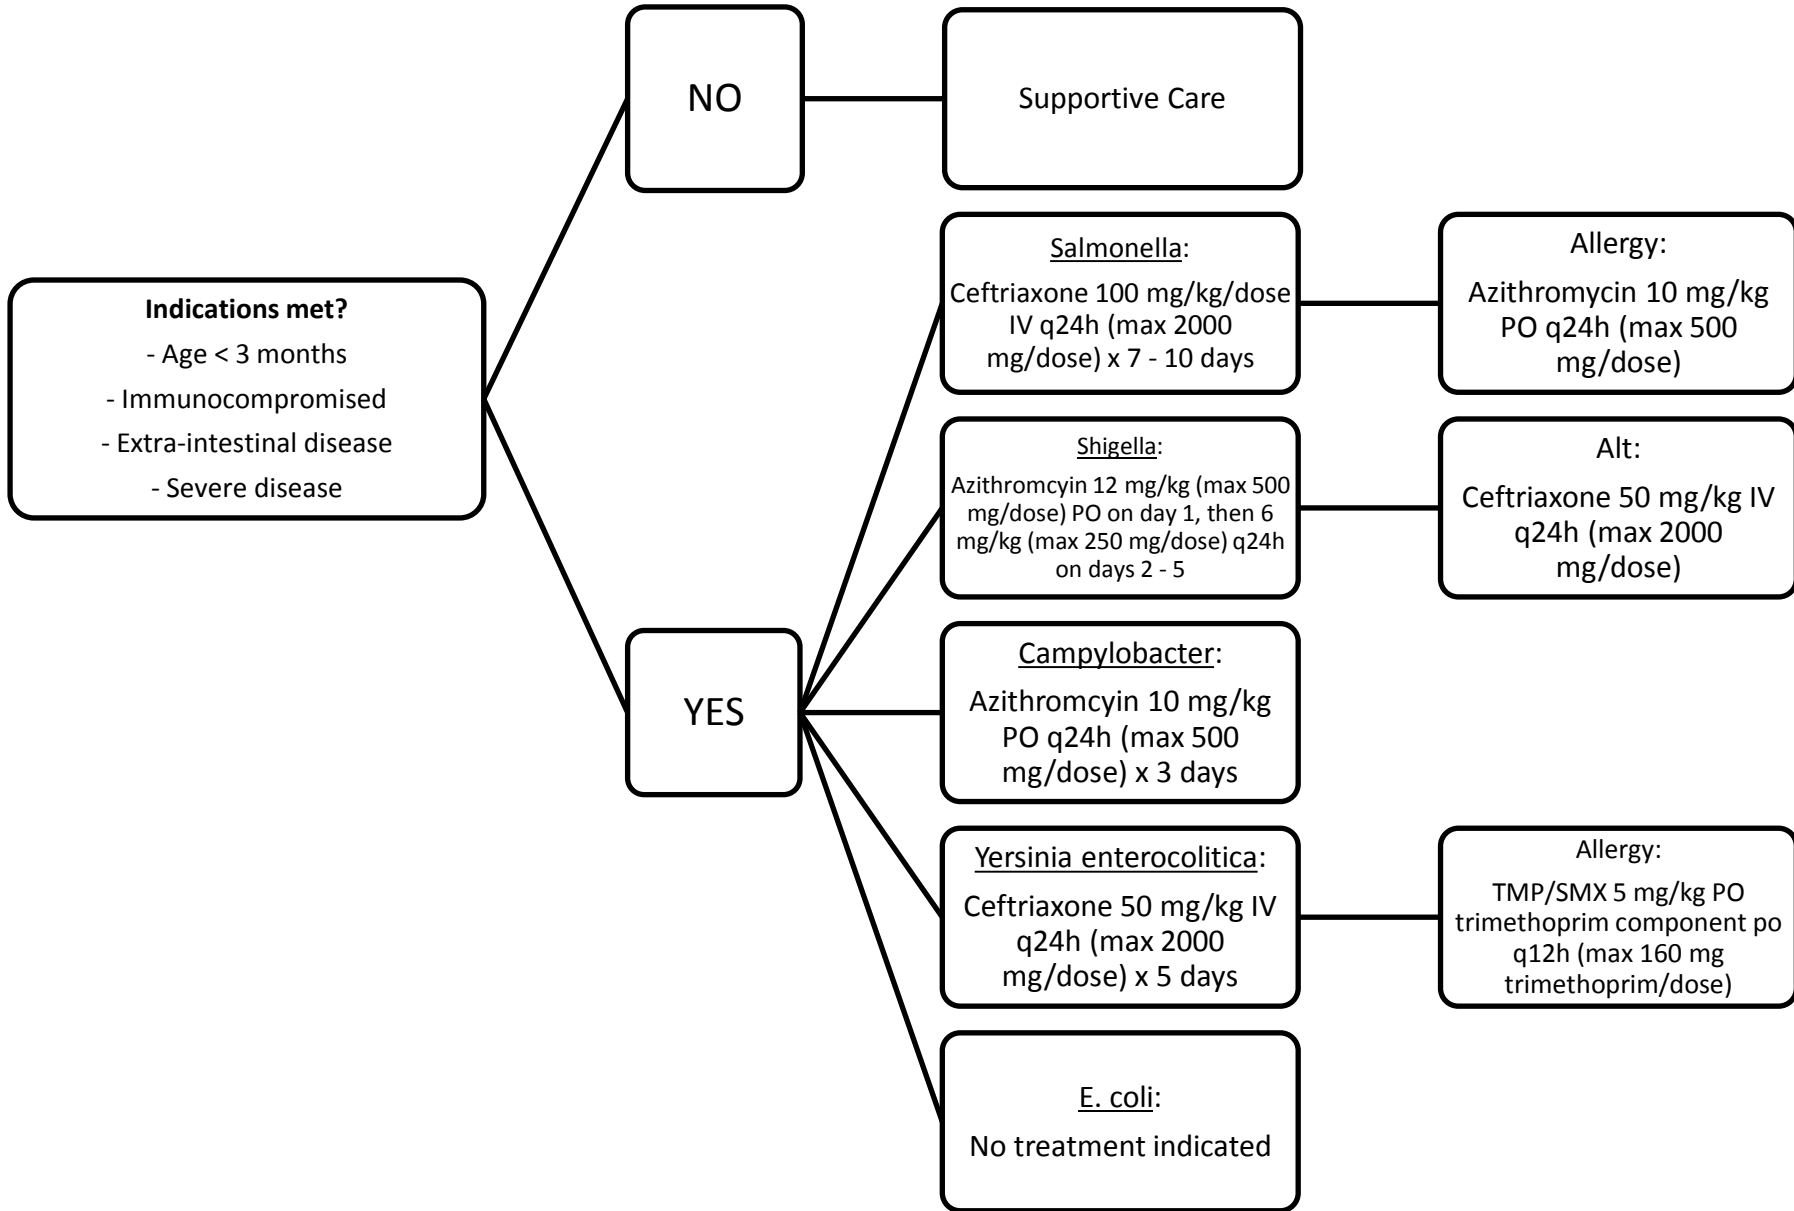 Indications met?
- Age < 3 months
- Immunocompromised
- Extra-intestinal disease
- Severe disease
NO
Supportive Care
YES
Salmonella:
Ceftriaxone 100 mg/kg/dose
IV q24h (max 2000
mg/dose) x 7 - 10 days
Allergy:
Azithromycin 10 mg/kg
PO q24h (max 500
mg/dose)
Shigella:
Azithromcyin 12 mg/kg (max 500
mg/dose) PO on day 1, then 6
mg/kg (max 250 mg/dose) q24h
on days 2 - 5
Alt:
Ceftriaxone 50 mg/kg IV
q24h (max 2000
mg/dose)
Campylobacter:
Azithromcyin 10 mg/kg
PO q24h (max 500
mg/dose) x 3 days
Yersinia enterocolitica:
Ceftriaxone 50 mg/kg IV
q24h (max 2000
mg/dose) x 5 days
Allergy:
TMP/SMX 5 mg/kg PO
trimethoprim component po
q12h (max 160 mg
trimethoprim/dose)
E. coli:
No treatment indicated